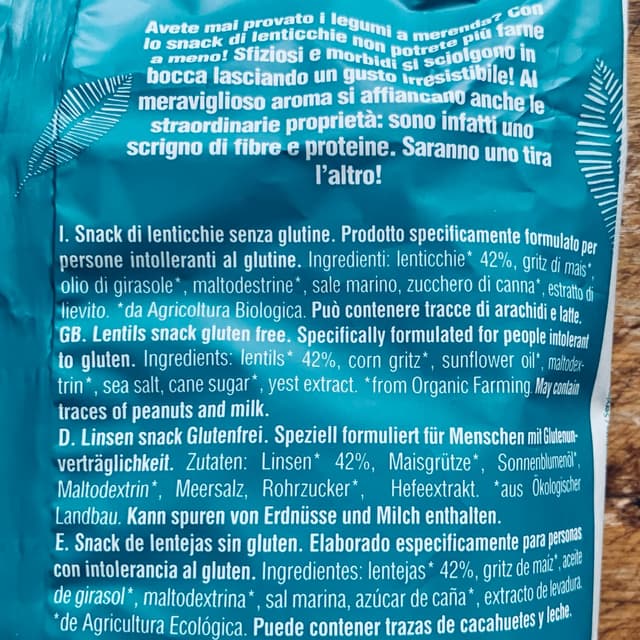 Avete mai provato i legumi a merenda? Con
lo snack di lenticchie non potrete più farne
a meno! Sfiziosi e morbidi si sciolgono in
bocca lasciando un gusto irresistibile! Al
meraviglioso aroma si affiancano anche le
straordinarie proprietà: sono infatti uno
scrigno di fibre e proteine. Saranno uno tira
l'altro!
I. Snack di lenticchie senza glutine. Prodotto specificamente formulato per
persone intolleranti al glutine. Ingredienti: lenticchie* 42%, gritz di mais*,
olio di girasole*, maltodestrine*, sale marino, zucchero di canna*, estratto di
lievito. *da Agricoltura Biologica. Può contenere tracce di arachidi e latte.
GB. Lentils snack gluten free. Specifically formulated for people intolerant
to gluten. Ingredients: lentils* 42%, corn gritz*, sunflower oil*, maltodex-
trin*, sea salt, cane sugar*, yest extract. *from Organic Farming. May contain
traces of peanuts and milk.
D. Linsen snack Glutenfrei. Speziell formuliert für Menschen mit Glutenun-
verträglichkeit. Zutaten: Linsen* 42%, Maisgrütze*, Sonnenblumenöl*,
Maltodextrin*, Meersalz, Rohrzucker*, Hefeextrakt. *aus Ökologischer
Landbau. Kann spuren von Erdnüsse und Milch enthalten.
E. Snack de lentejas sin gluten. Elaborado especificamente para personas
con intolerancia al gluten. Ingredientes: lentejas* 42%, gritz de maíz*, aceite
de girasol*, maltodextrina*, sal marina, azúcar de caña*, extracto de levadura.
*de Agricultura Ecológica. Puede contener trazas de cacahuetes y leche.